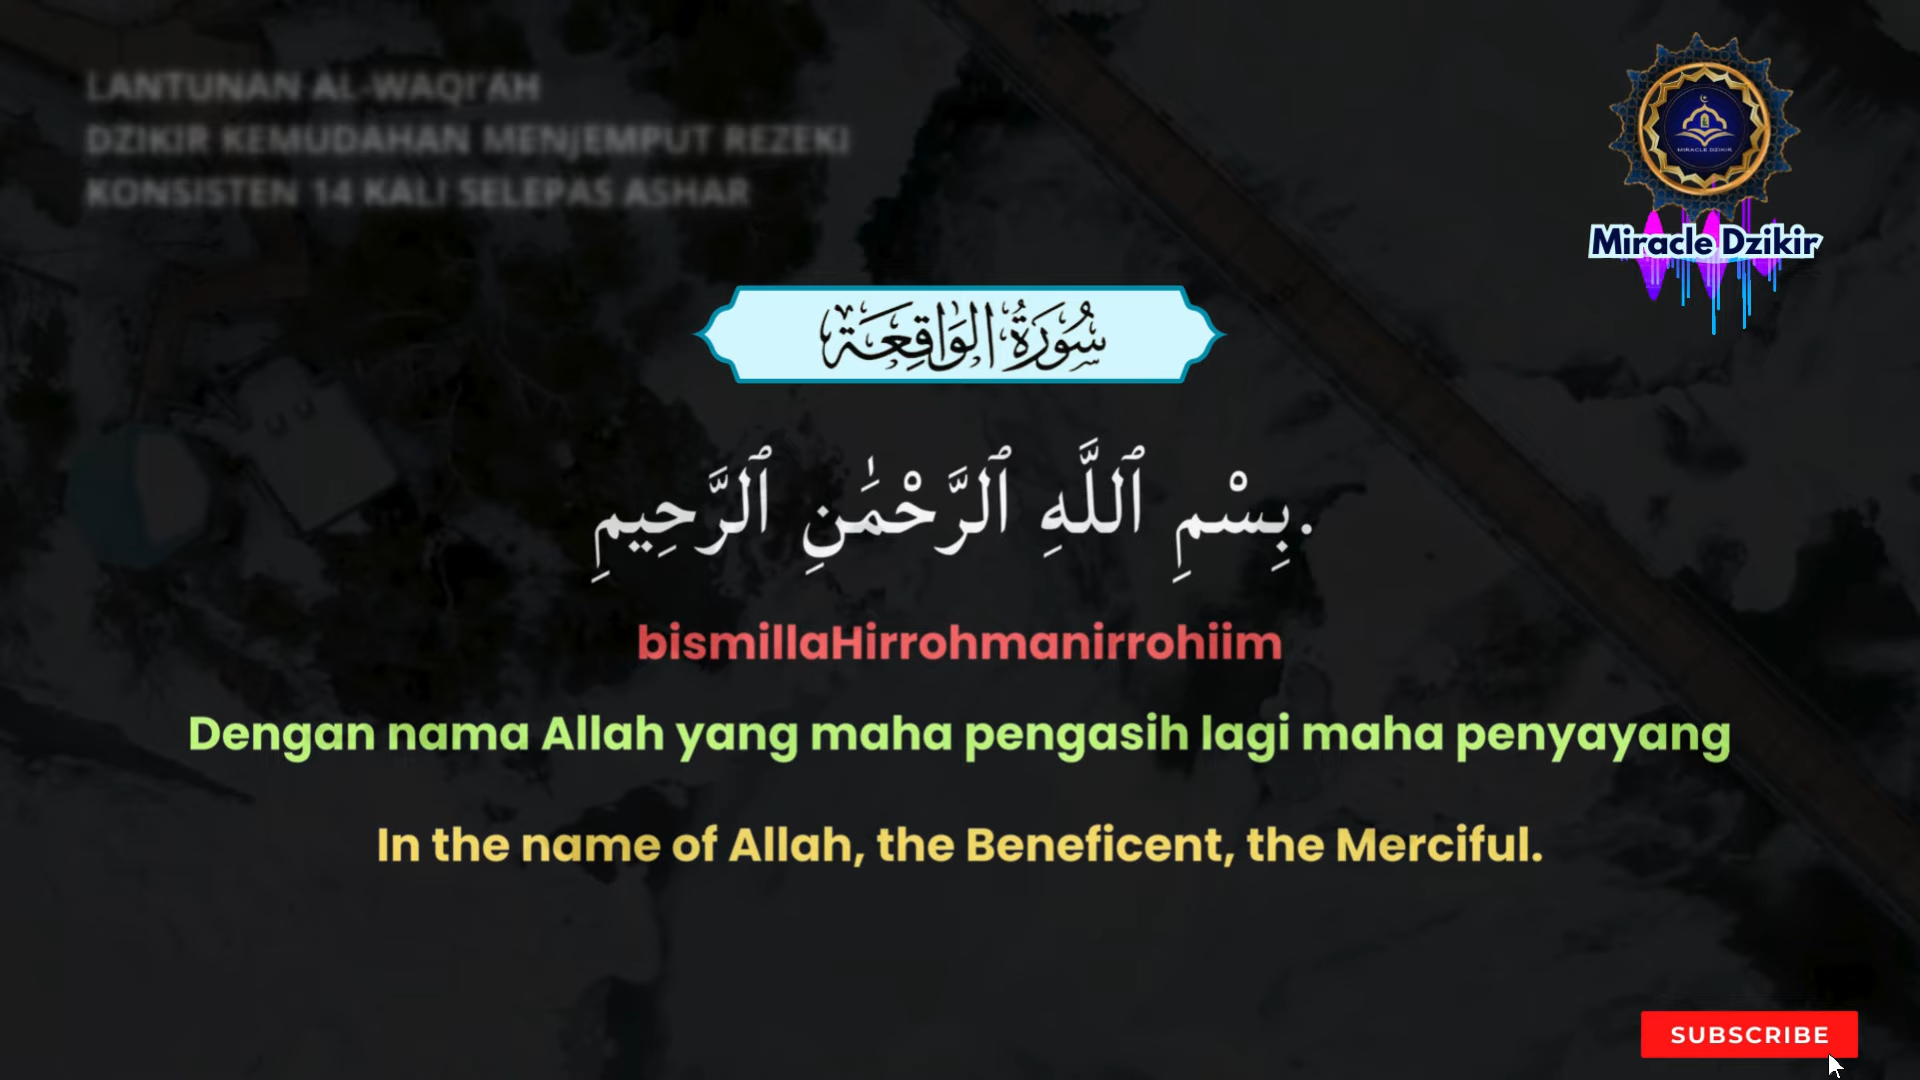 LANTUNAN AL-WAQI'AH
DZIKIR KEMUDAHAN MENJEMPUT REZEKI
KONSISTEN 14 KALI SELEPAS ASHAR
MIRACLE DZIKIR
Miracle Dzikir
سُورَةُ الوَاقِعَة
.بِسْمِ ٱللَّهِ ٱلرَّحْمَٰنِ ٱلرَّحِيمِ
bismillaHirrohmanirrohiim
Dengan nama Allah yang maha pengasih lagi maha penyayang
In the name of Allah, the Beneficent, the Merciful.
SUBSCRIBE